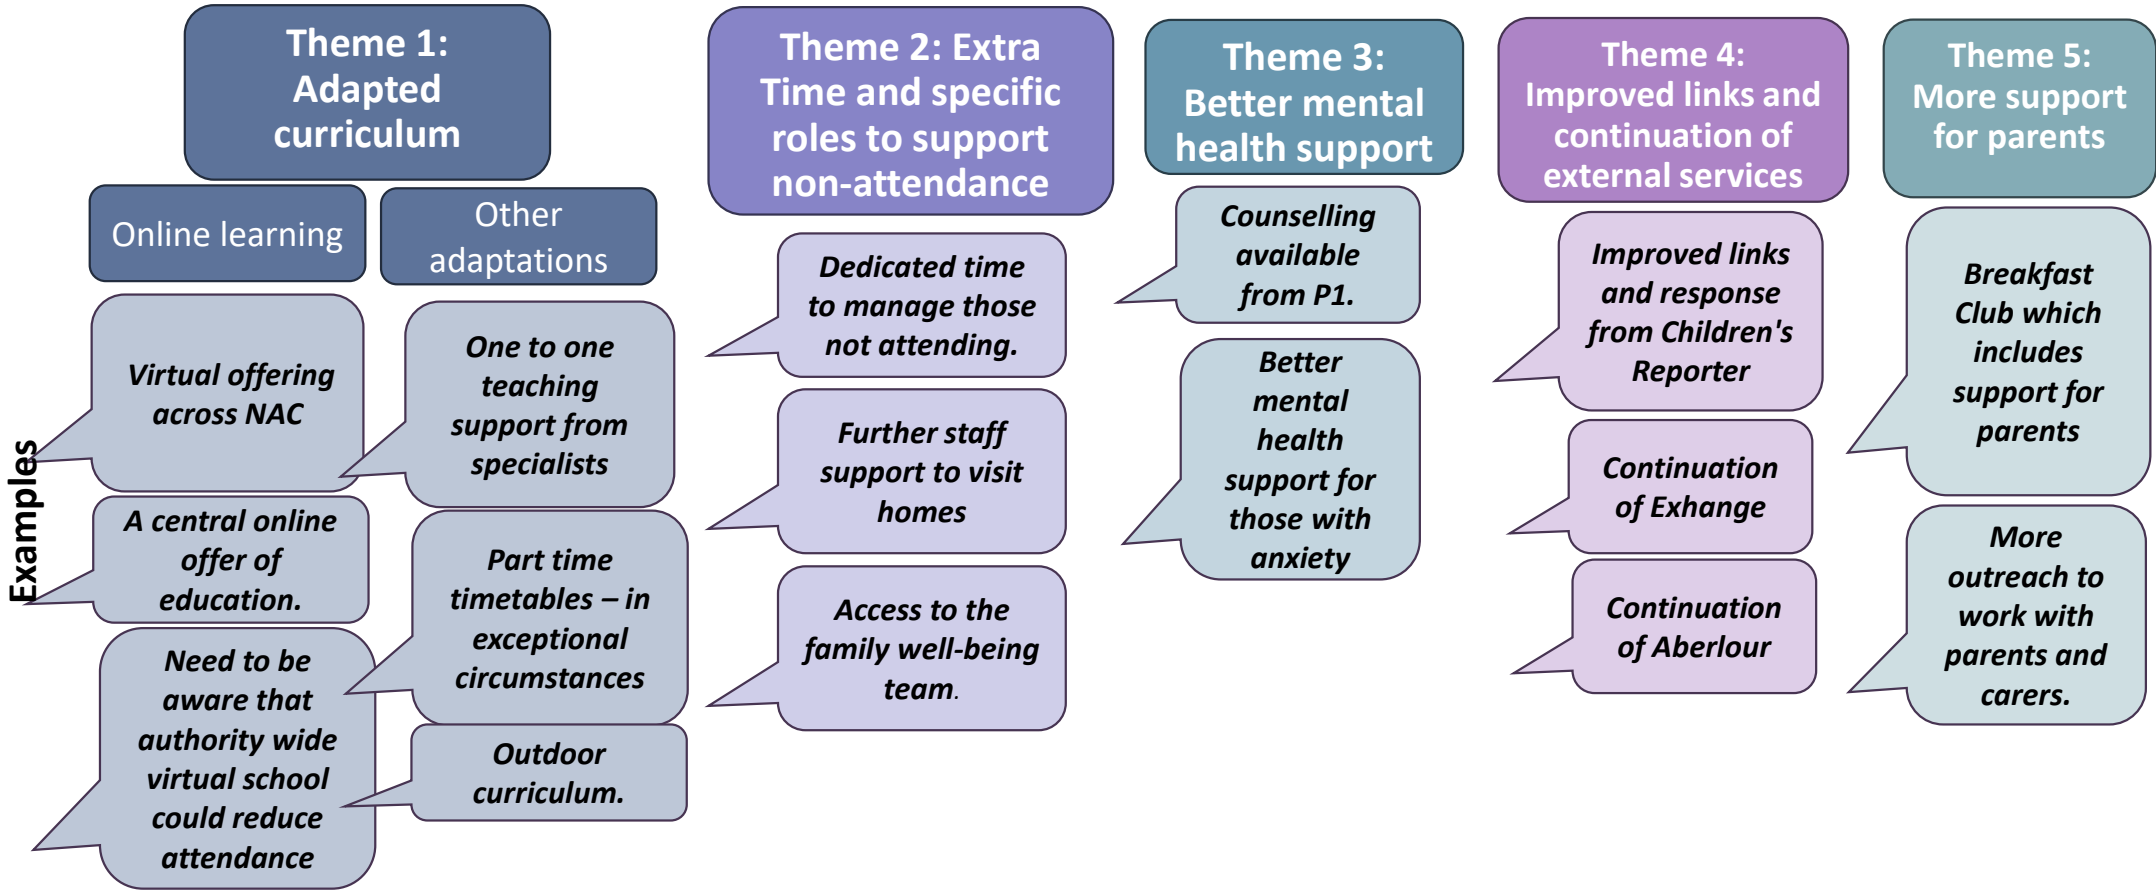 Theme 1:
Adapted
curriculum
Online learning
Virtual offering
across NAC
A central online
offer of
education.
Need to be
aware that
authority wide
virtual school
could reduce
attendance
Other
adaptations
One to one
teaching
support from
specialists
Part time
timetables – in
exceptional
circumstances
Outdoor
curriculum.
Theme 2: Extra
Time and specific
roles to support
non-attendance
Dedicated time
to manage those
not attending.
Further staff
support to visit
homes
Access to the
family well-being
team.
Theme 3:
Better mental
health support
Counselling
available
from P1.
Better
mental
health
support for
those with
anxiety
Theme 4:
Improved links and
continuation of
external services
Improved links
and response
from Children's
Reporter
Continuation
of Exhange
Continuation
of Aberlour
Theme 5:
More support
for parents
Breakfast
Club which
includes
support for
parents
More
outreach to
work with
parents and
carers.
Examples